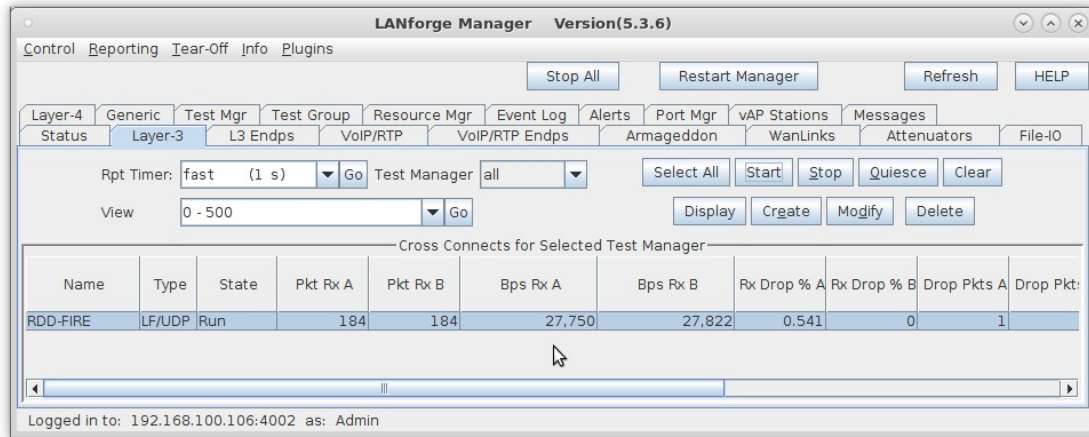 LANforge Manager Version(5.3.6)
Control Reporting Tear-Off Info Plugins
Stop All Restart Manager Refresh HELP
Layer-4 Generic Test Mgr Test Group Resource Mgr Event Log Alerts Port Mgr vAP Stations Messages
Status Layer-3 L3 Endps VoIP/RTP VoIP/RTP Endps Armageddon WanLinks Attenuators File-IO
Rpt Timer: fast (1 s) Go Test Manager all Select All Start Stop Quiesce Clear
View 0 - 500 Go Display Create Modify Delete
Cross Connects for Selected Test Manager
Name Type State Pkt Rx A Pkt Rx B Bps Rx A Bps Rx B Rx Drop % A Rx Drop % B Drop Pkts A Drop Pkts
RDD-FIRE LF/UDP Run 184 184 27,750 27,822 0.541 0 1
Logged in to: 192.168.100.106:4002 as: Admin